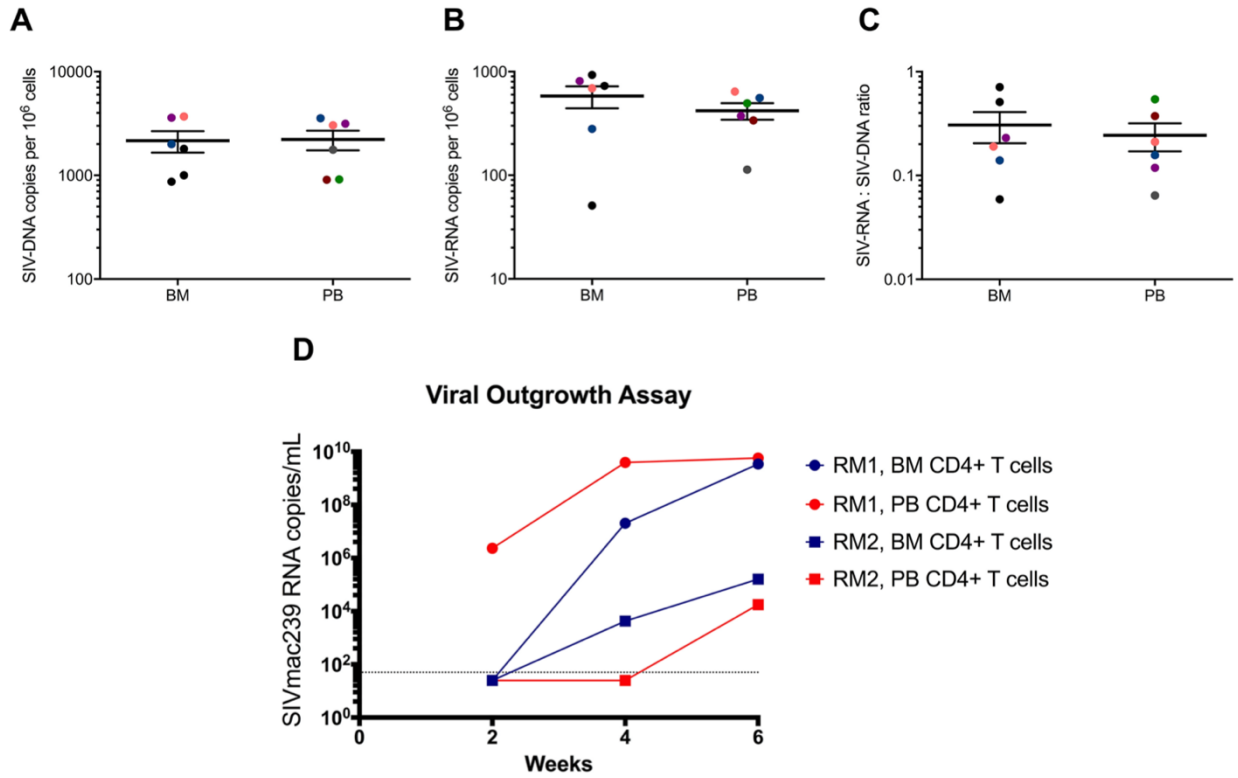 A
SIV-DNA copies per 10⁶ cells
10000
1000
100
BM
PB
B
SIV-RNA copies per 10⁶ cells
1000
100
10
BM
PB
C
SIV-RNA : SIV-DNA ratio
1
0.1
0.01
BM
PB
D
Viral Outgrowth Assay
SIVmac239 RNA copies/mL
10¹⁰
10⁸
10⁶
10⁴
10²
10⁰
0
2
4
6
Weeks
RM1, BM CD4+ T cells
RM1, PB CD4+ T cells
RM2, BM CD4+ T cells
RM2, PB CD4+ T cells